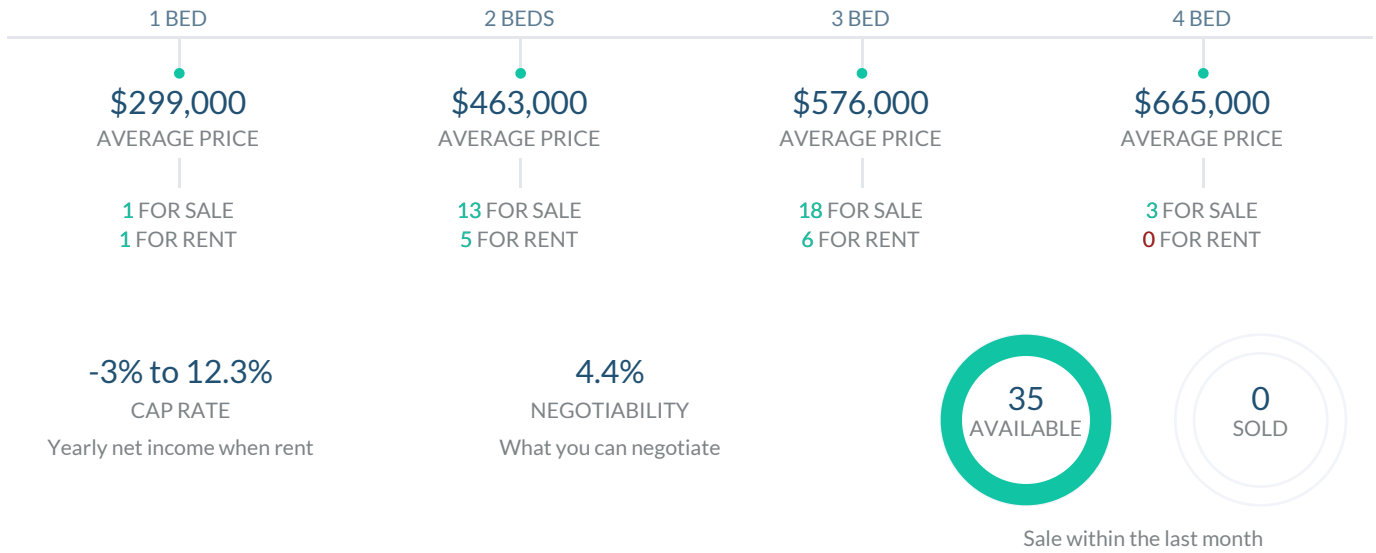 1 BED
2 BEDS
3 BED
4 BED
$299,000
AVERAGE PRICE
1 FOR SALE
1 FOR RENT
$463,000
AVERAGE PRICE
13 FOR SALE
5 FOR RENT
$576,000
AVERAGE PRICE
18 FOR SALE
6 FOR RENT
$665,000
AVERAGE PRICE
3 FOR SALE
0 FOR RENT
-3% to 12.3%
CAP RATE
Yearly net income when rent
4.4%
NEGOTIABILITY
What you can negotiate
35
AVAILABLE
0
SOLD
Sale within the last month